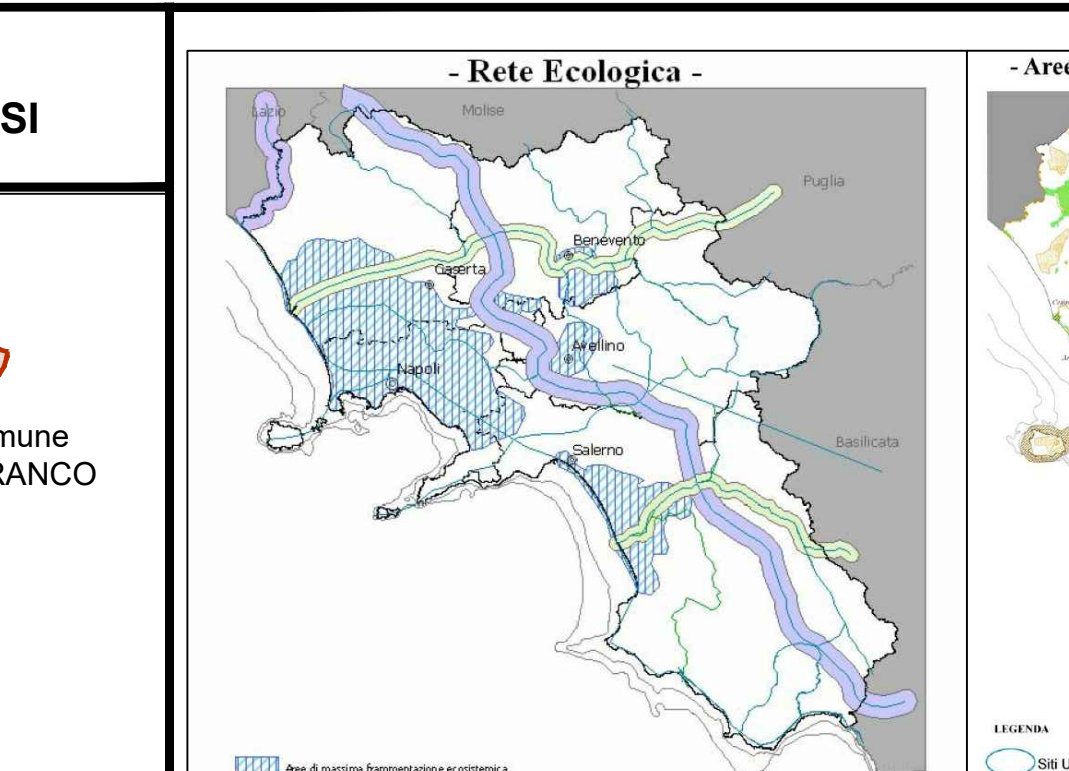 SI
mune
RANCO
- Rete Ecologica -
Lazio
Molise
Puglia
Benevento
Caserta
Avellino
Napoli
Basilicata
Salerno
Aree di massima frammentazione ecosistemica
- Aree
LEGENDA
Siti U